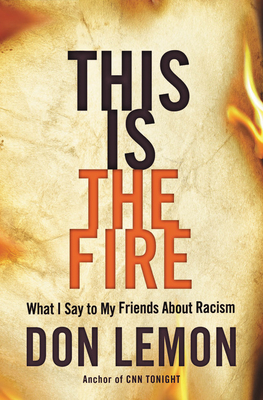 THIS
IS
THE
FIRE
What I Say to My Friends About Racism
DON LEMON
Anchor of CNN TONIGHT